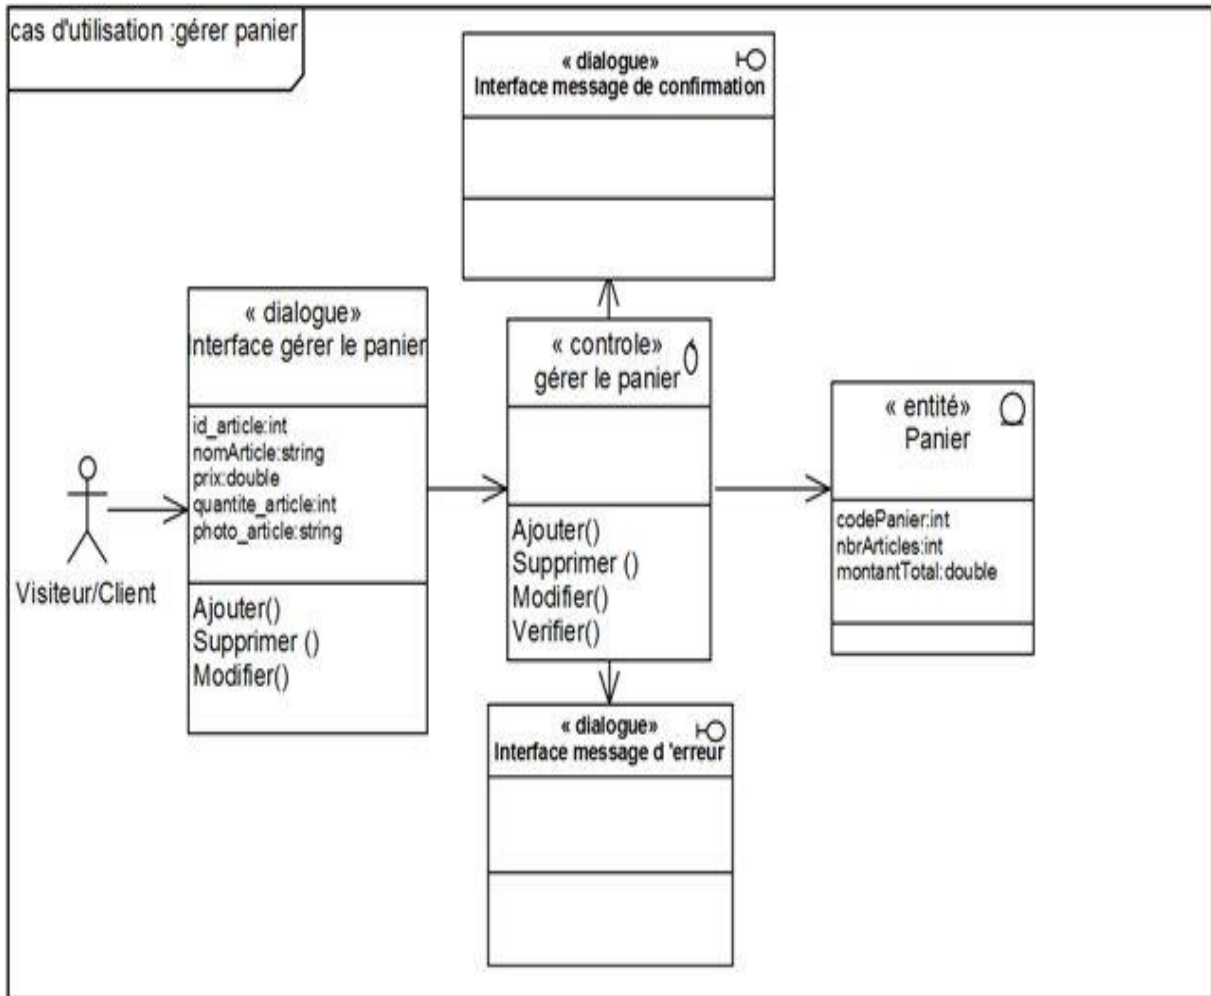 cas d'utilisation :gérer panier
« dialogue»
Interface message de confirmation
« dialogue»
Interface gérer le panier
id_article:int
nomArticle:string
prix:double
quantite_article:int
photo_article:string
Ajouter()
Supprimer ()
Modifier()
Visiteur/Client
« controle»
gérer le panier
Ajouter()
Supprimer ()
Modifier()
Verifier()
« entité»
Panier
codePanier:int
nbrArticles:int
montantTotal:double
« dialogue»
Interface message d 'erreur